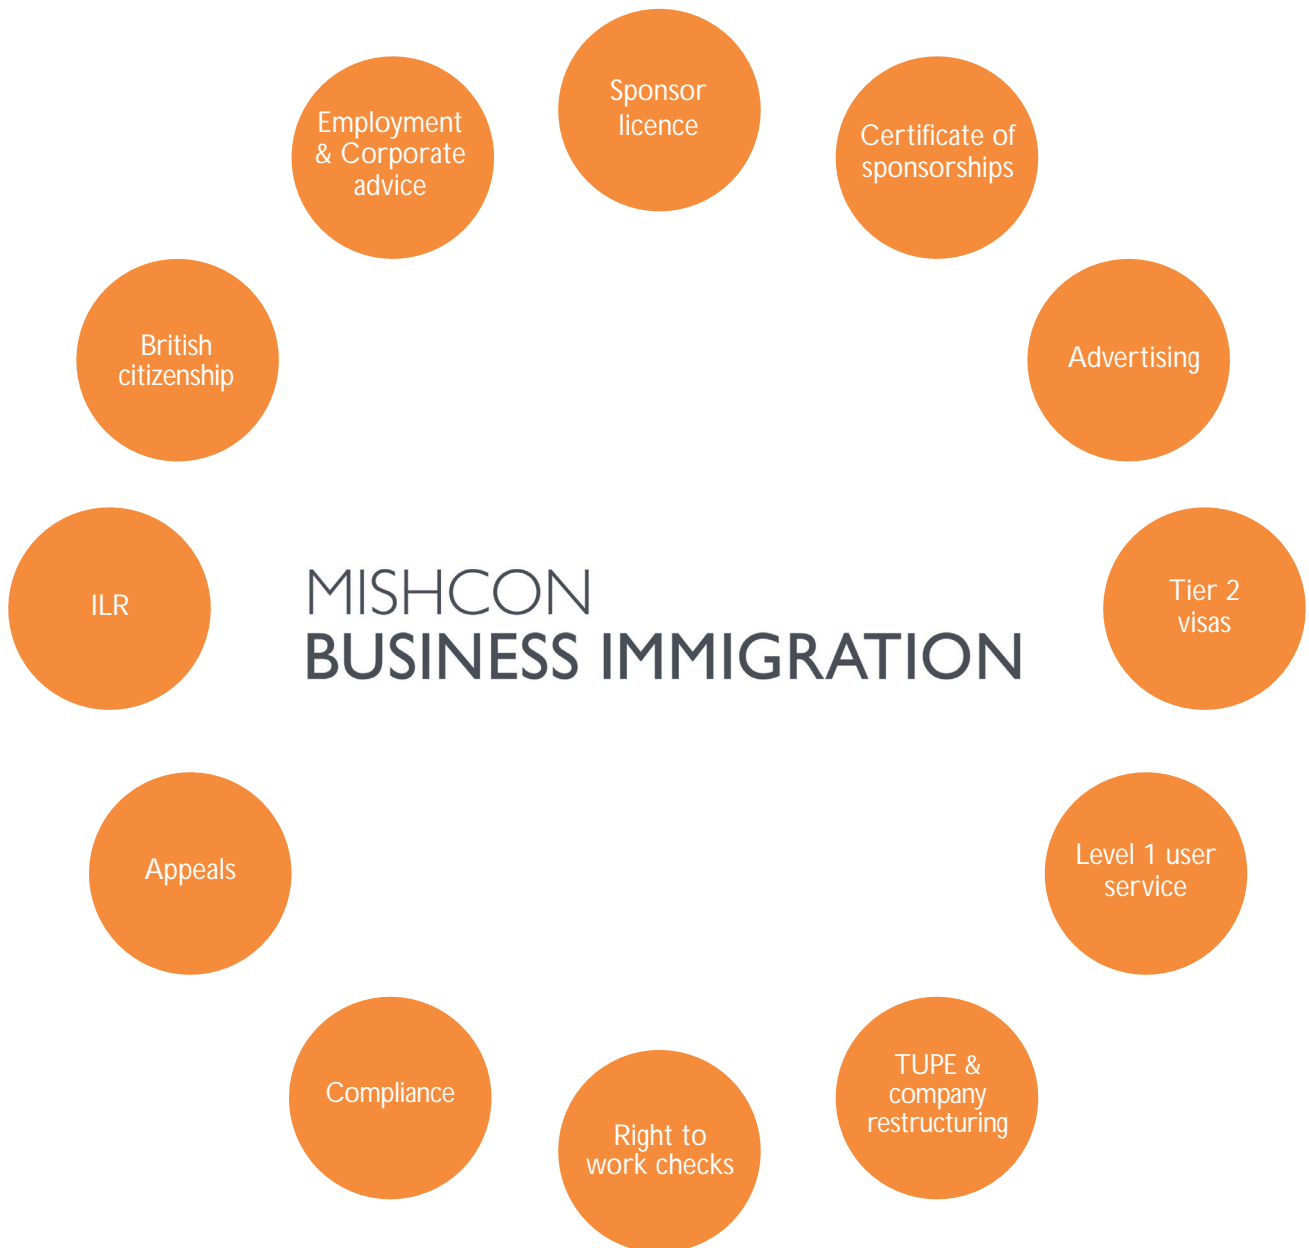 Sponsor
licence
Certificate of
sponsorships
Advertising
Tier 2
visas
Level 1 user
service
TUPE &
company
restructuring
Right to
work checks
Compliance
Appeals
ILR
British
citizenship
Employment
& Corporate
advice
MISHCON
BUSINESS IMMIGRATION